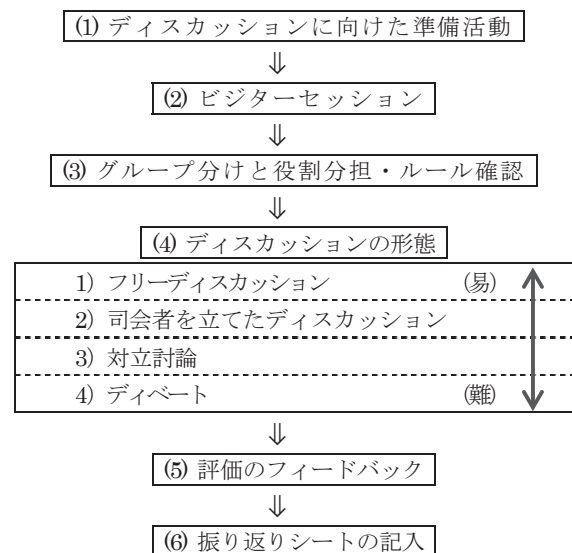 (1) ディスカッションに向けた準備活動
⇓
(2) ビジターセッション
⇓
(3) グループ分けと役割分担・ルール確認
⇓
(4) ディスカッションの形態
1) フリーディスカッション (易)
2) 司会者を立てたディスカッション
3) 対立討論
4) ディベート (難)
⇓
(5) 評価のフィードバック
⇓
(6) 振り返りシートの記入